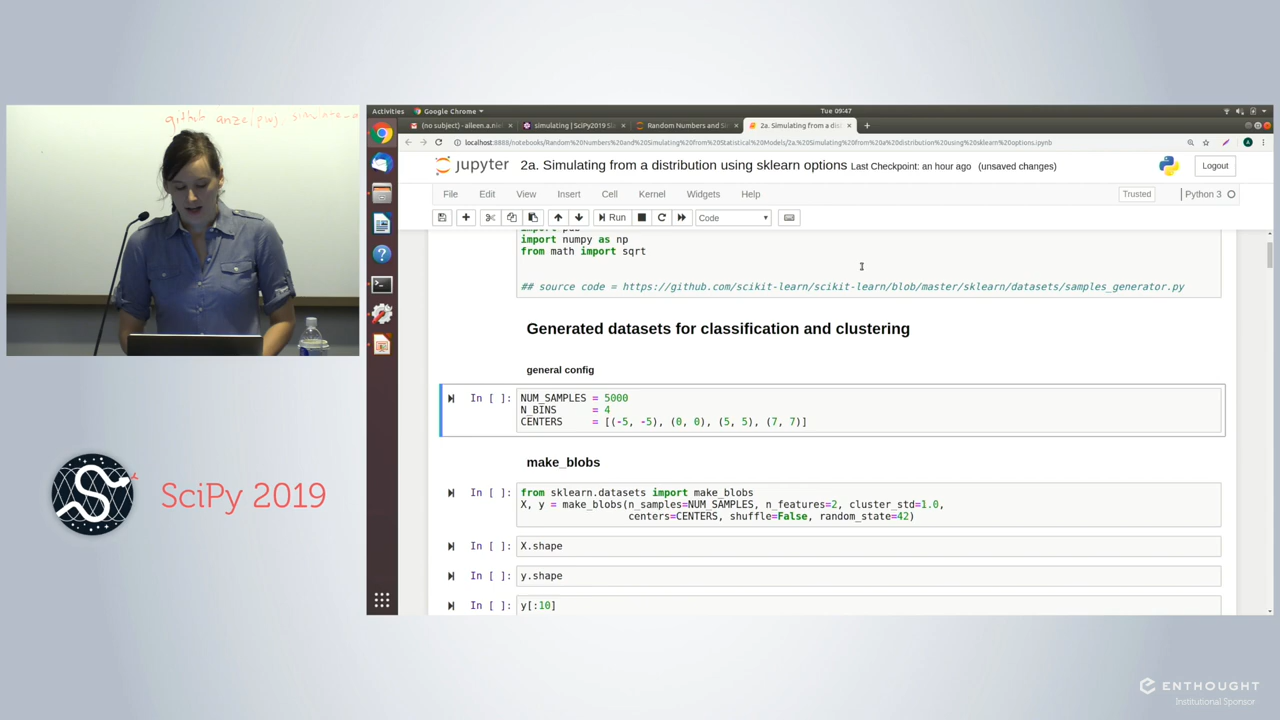 github anzelpwj
Activities
Google Chrome
Tue 09:47
(no subject) - aileen.a.nie
simulating | SciPy2019 Si
Random Numbers and Si
2a. Simulating from a dis
localhost:8888/notebooks/Random%20Numbers%20and%20Simulating%20from%20Statistical%20Models/2a.%20Simulating%20from%20a%20distribution%20using%20sklearn%20options.ipynb
jupyter 2a. Simulating from a distribution using sklearn options Last Checkpoint: an hour ago (unsaved changes) Logout
File Edit View Insert Cell Kernel Widgets Help Trusted Python 3
Run Code
import
import numpy as np
from math import sqrt
## source code = https://github.com/scikit-learn/scikit-learn/blob/master/sklearn/datasets/samples_generator.py
Generated datasets for classification and clustering
general config
In [ ]: NUM_SAMPLES = 5000
N_BINS = 4
CENTERS = [(-5, -5), (0, 0), (5, 5), (7, 7)]
make_blobs
In [ ]: from sklearn.datasets import make_blobs
X, y = make_blobs(n_samples=NUM_SAMPLES, n_features=2, cluster_std=1.0,
centers=CENTERS, shuffle=False, random_state=42)
In [ ]: X.shape
In [ ]: y.shape
In [ ]: y[:10]
SciPy 2019
ENTHOUGHT
Institutional Sponsor